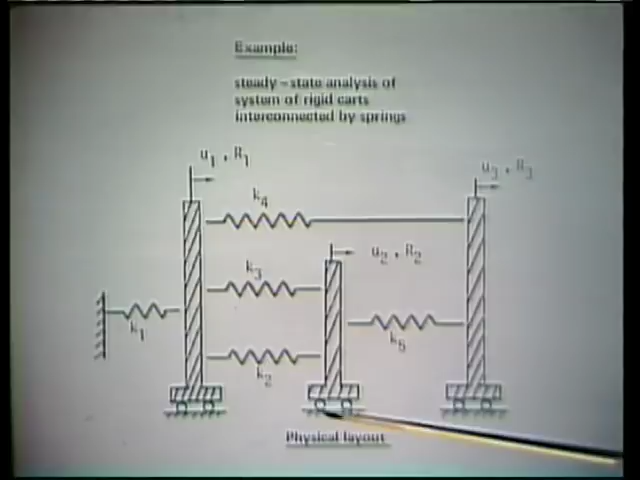 Example:
steady-state analysis of
system of rigid carts
interconnected by springs
u1, R1
u3, R3
k4
u2, R2
k3
k1
k5
k2
Physical layout